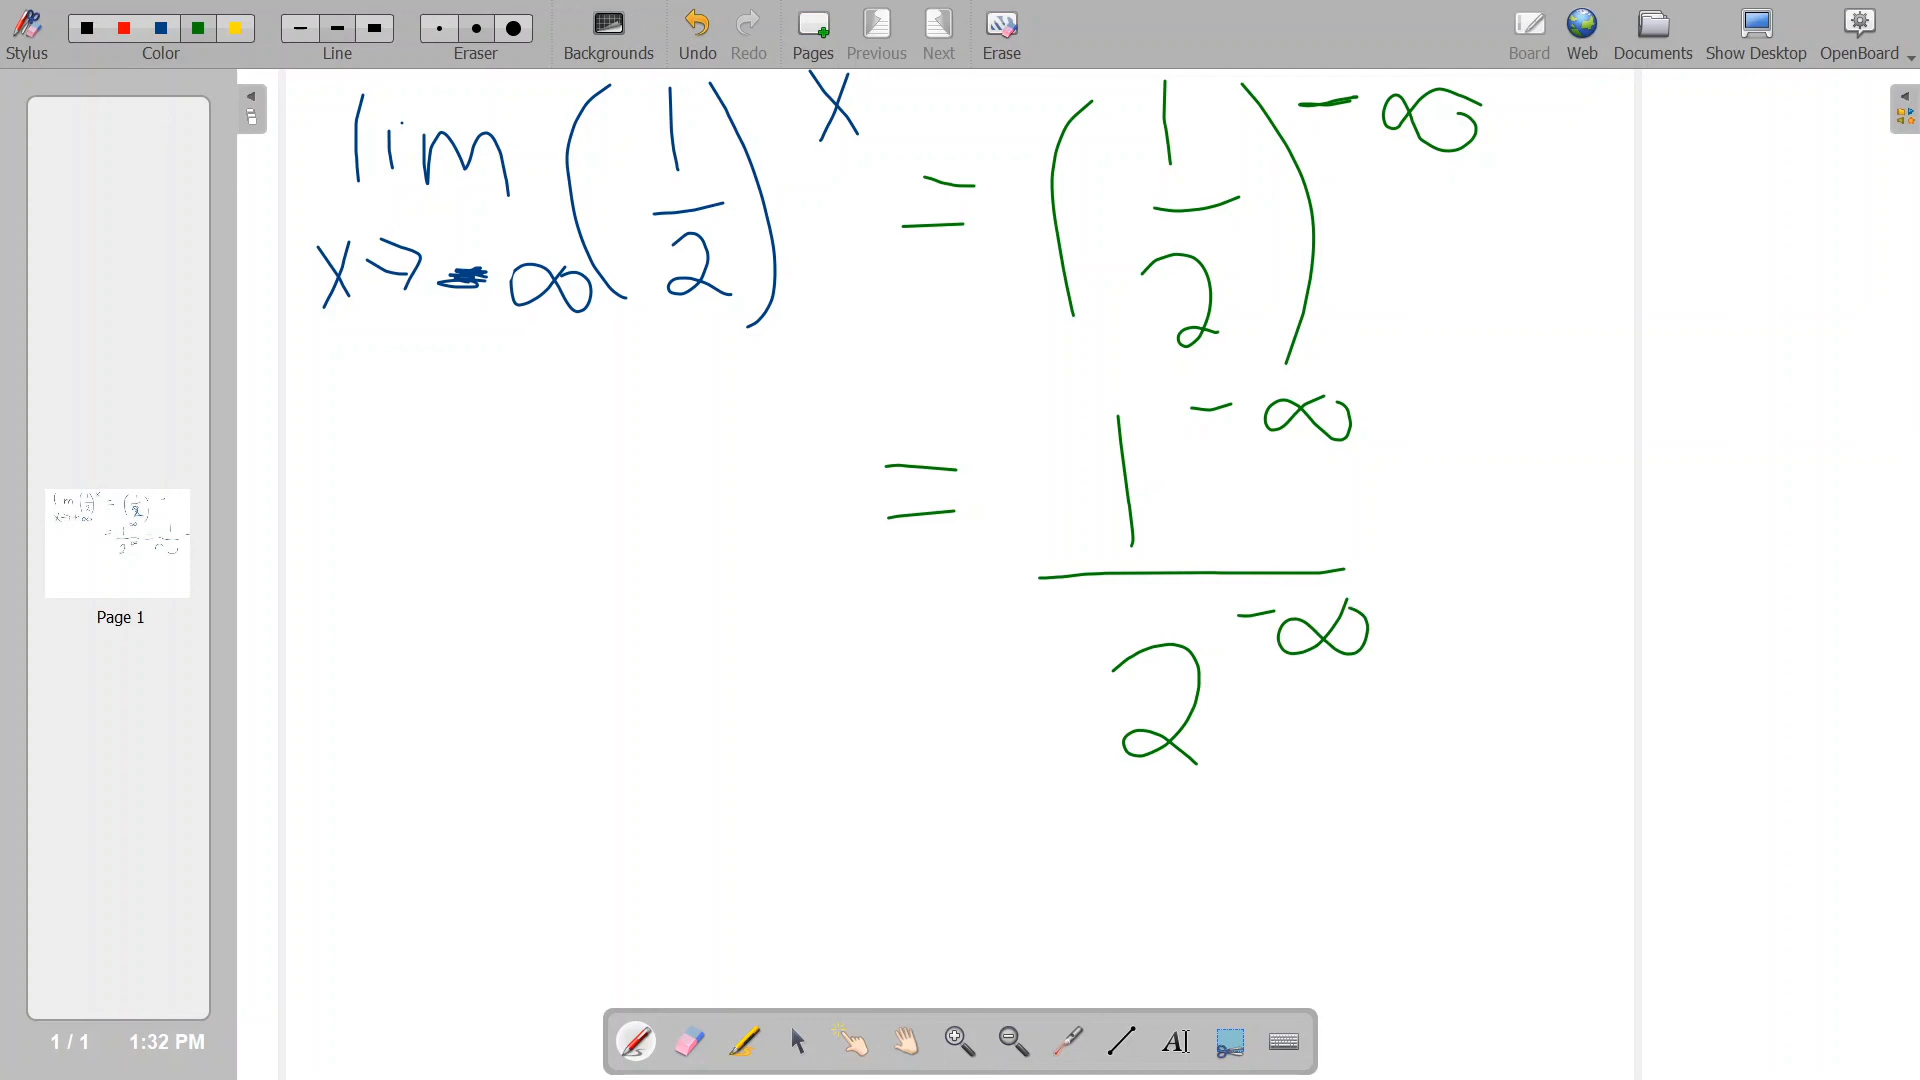 Stylus Color Line Eraser Backgrounds Undo Redo Pages Previous Next Erase Board Web Documents Show Desktop OpenBoard
lim (1/2)^x = (1/2)^-∞
x→-∞
= 1^-∞
2^-∞
Page 1
1 / 1 1:32 PM
AI